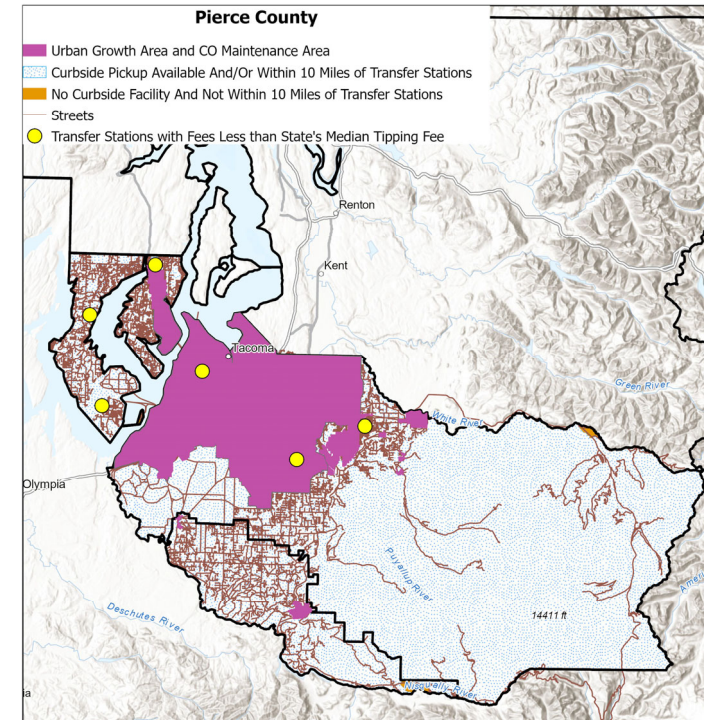 Pierce County
Urban Growth Area and CO Maintenance Area
Curbside Pickup Available And/Or Within 10 Miles of Transfer Stations
No Curbside Facility And Not Within 10 Miles of Transfer Stations
Streets
Transfer Stations with Fees Less than State's Median Tipping Fee
Renton
Kent
Tacoma
Green River
White River
Olympia
Puyallup River
Ameri
Deschutes River
14411 ft
Nisqually River
ia